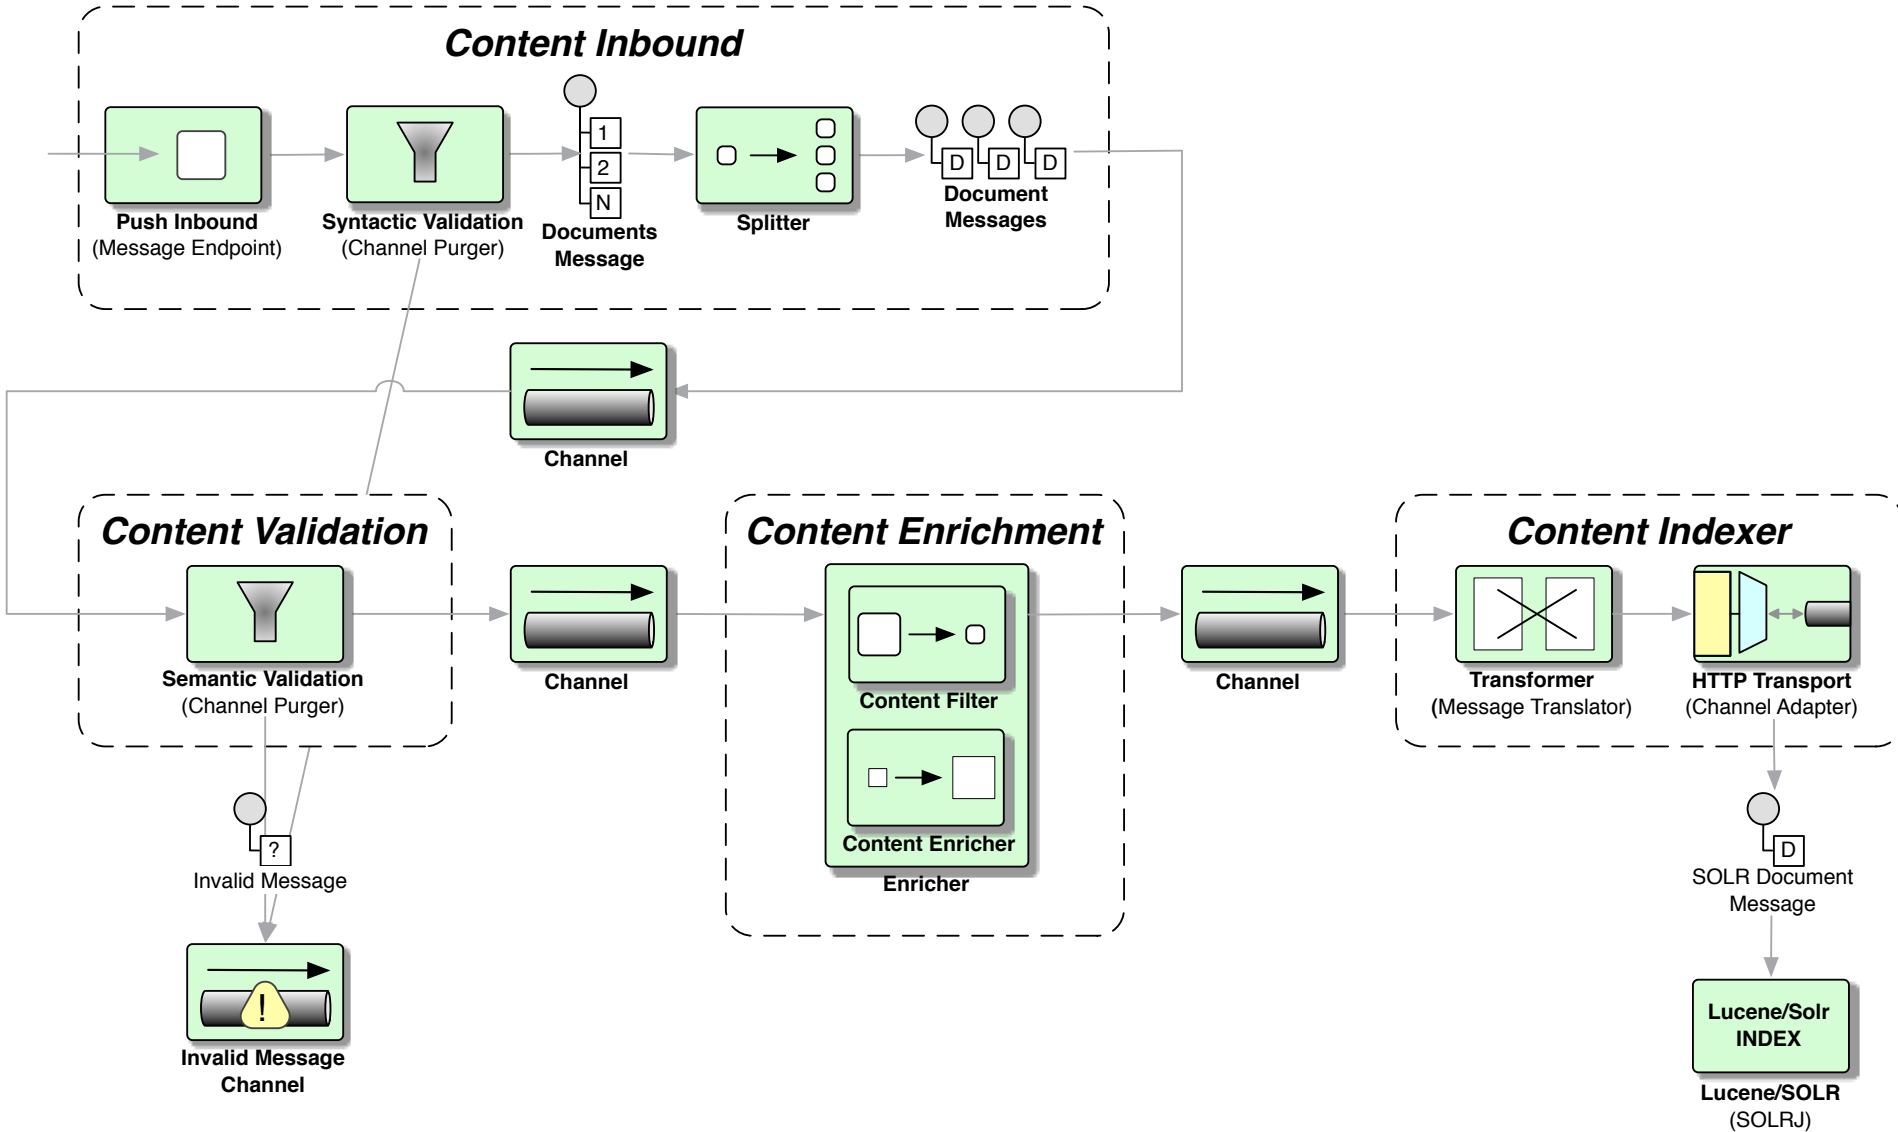 Content Inbound
1
2
N
D
D
D
Push Inbound
(Message Endpoint)
Syntactic Validation
(Channel Purger)
Documents
Message
Splitter
Document
Messages
Channel
Content Validation
Semantic Validation
(Channel Purger)
Channel
Content Enrichment
Content Filter
Content Enricher
Enricher
Channel
Content Indexer
Transformer
(Message Translator)
HTTP Transport
(Channel Adapter)
?
Invalid Message
!
Invalid Message
Channel
D
SOLR Document
Message
Lucene/Solr
INDEX
Lucene/SOLR
(SOLRJ)